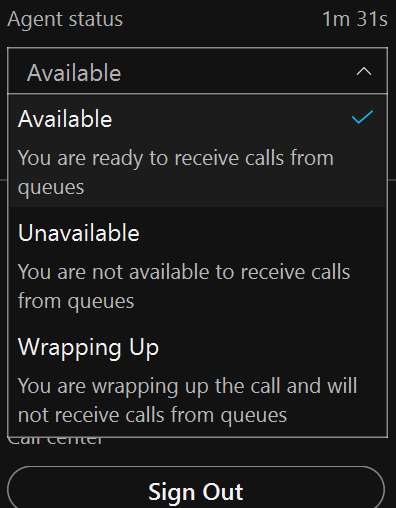 Agent status 1m 31s
Available
Available
You are ready to receive calls from
queues
Unavailable
You are not available to receive calls
from queues
Wrapping Up
You are wrapping up the call and will
not receive calls from queues
Call center
Sign Out